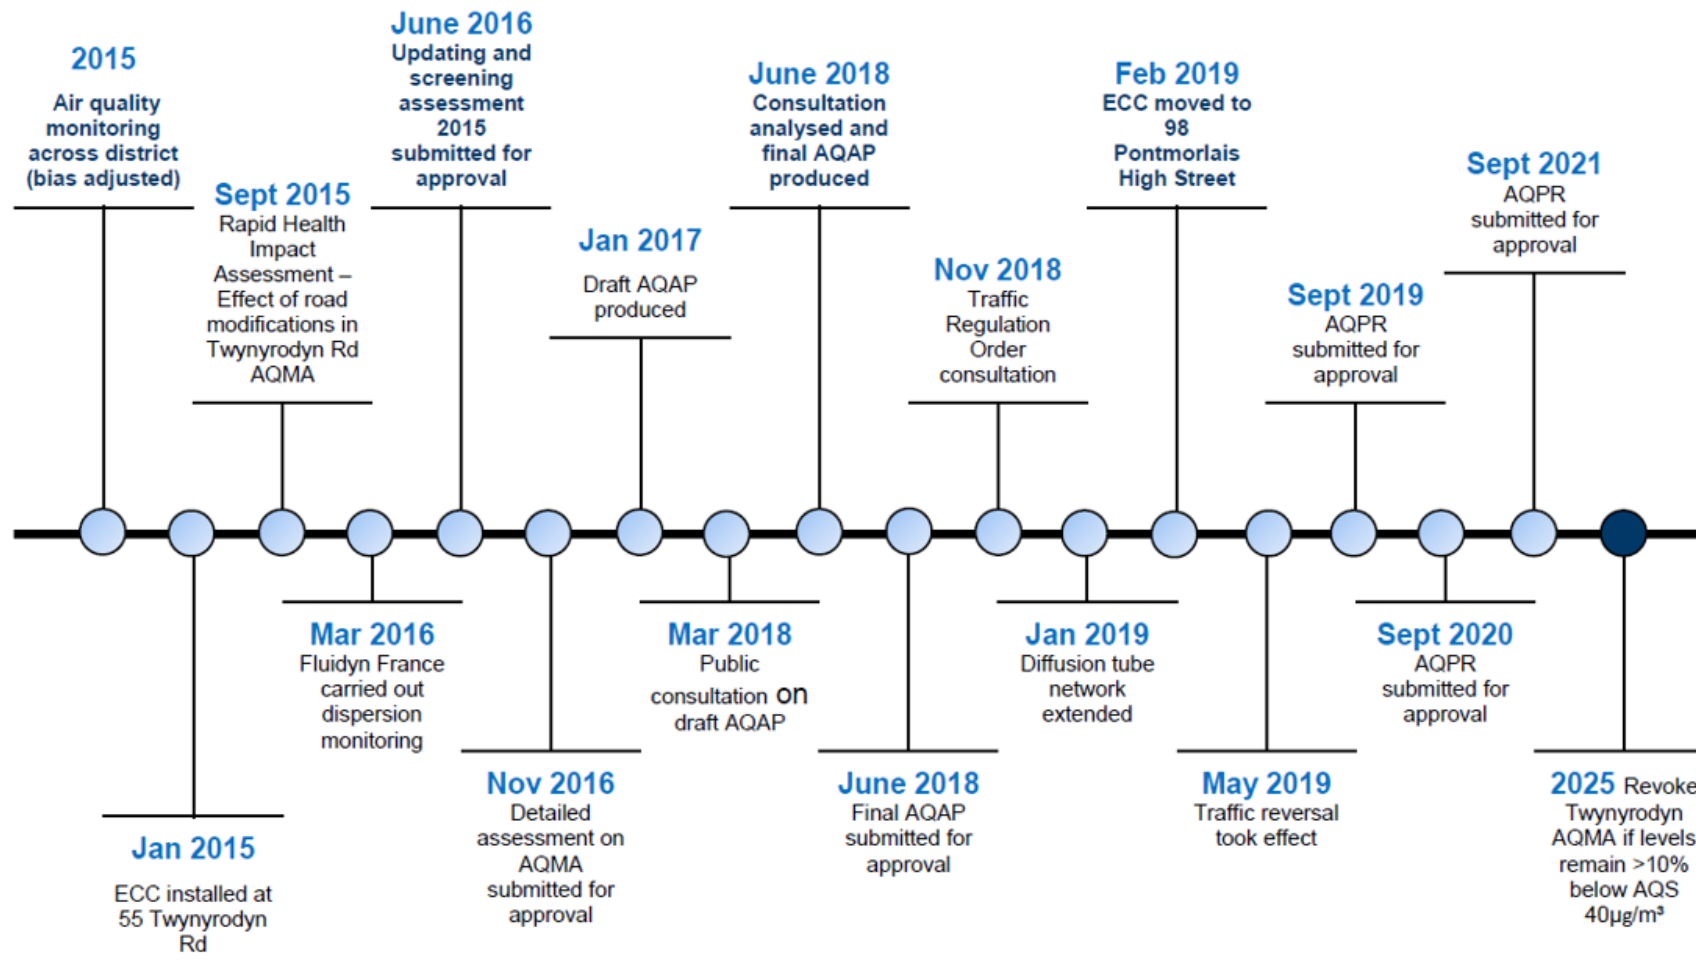 2015
Air quality
monitoring
across district
(bias adjusted)
Jan 2015
ECC installed at
55 Twynyrodyn
Rd
Sept 2015
Rapid Health
Impact
Assessment –
Effect of road
modifications in
Twynyrodyn Rd
AQMA
Mar 2016
Fluidyn France
carried out
dispersion
monitoring
June 2016
Updating and
screening
assessment
2015
submitted for
approval
Nov 2016
Detailed
assessment on
AQMA
submitted for
approval
Jan 2017
Draft AQAP
produced
Mar 2018
Public
consultation on
draft AQAP
June 2018
Consultation
analysed and
final AQAP
produced
June 2018
Final AQAP
submitted for
approval
Nov 2018
Traffic
Regulation
Order
consultation
Jan 2019
Diffusion tube
network
extended
Feb 2019
ECC moved to
98
Pontmorlais
High Street
May 2019
Traffic reversal
took effect
Sept 2019
AQPR
submitted for
approval
Sept 2020
AQPR
submitted for
approval
Sept 2021
AQPR
submitted for
approval
2025 Revoke
Twynyrodyn
AQMA if levels
remain >10%
below AQS
40µg/m³